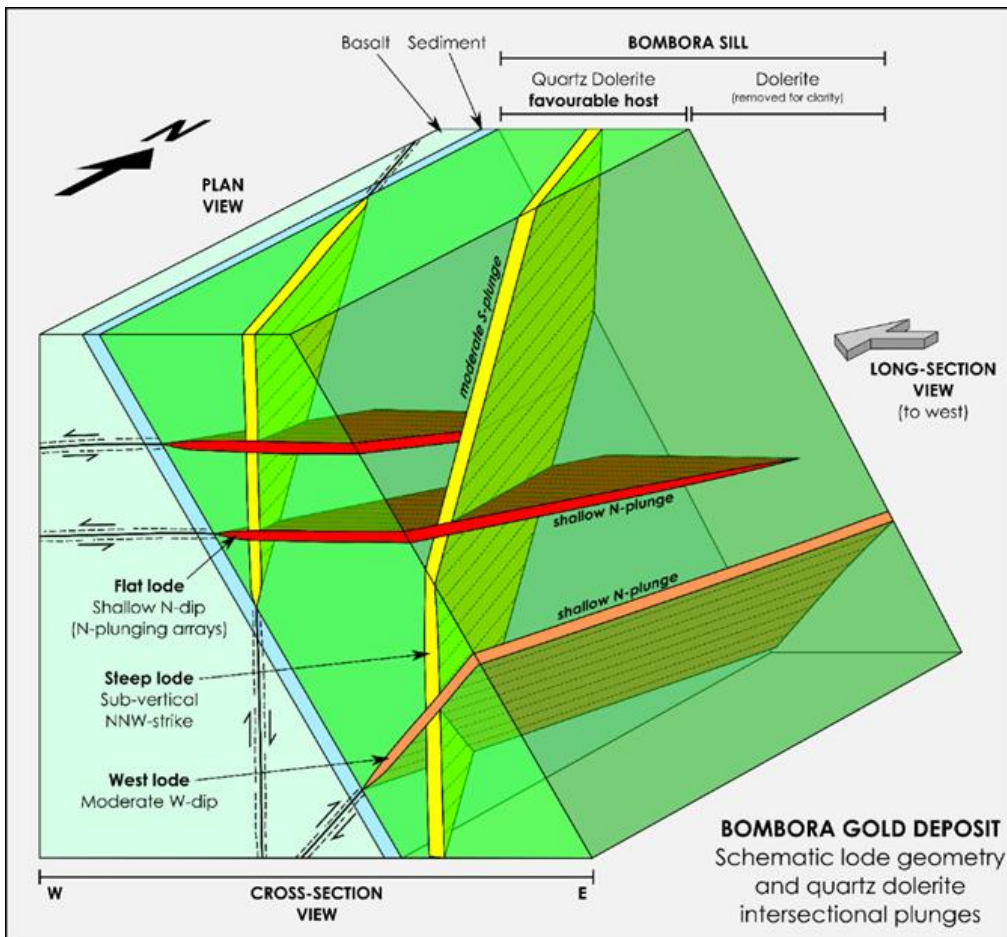 Basalt
Sediment
BOMBORA SILL
Quartz Dolerite
favourable host
Dolerite
(removed for clarity)
N
PLAN
VIEW
moderate S-plunge
LONG-SECTION
VIEW
(to west)
shallow N-plunge
shallow N-plunge
Flat lode
Shallow N-dip
(N-plunging arrays)
Steep lode
Sub-vertical
NNW-strike
West lode
Moderate W-dip
BOMBORA GOLD DEPOSIT
Schematic lode geometry
and quartz dolerite
intersectional plunges
W
CROSS-SECTION
VIEW
E